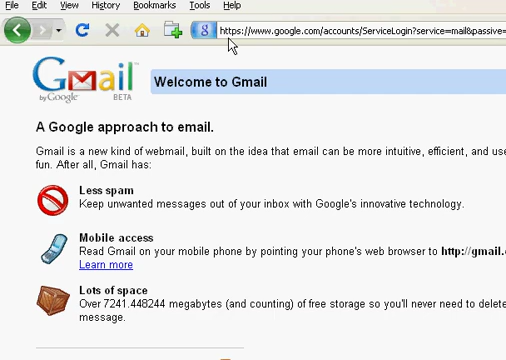 File Edit View History Bookmarks Tools Help
https://www.google.com/accounts/ServiceLogin?service=mail&passive=
Gmail
by Google BETA
Welcome to Gmail
A Google approach to email.
Gmail is a new kind of webmail, built on the idea that email can be more intuitive, efficient, and use
fun. After all, Gmail has:
Less spam
Keep unwanted messages out of your inbox with Google's innovative technology.
Mobile access
Read Gmail on your mobile phone by pointing your phone's web browser to http://gmail.
Learn more
Lots of space
Over 7241.448244 megabytes (and counting) of free storage so you'll never need to delete
message.